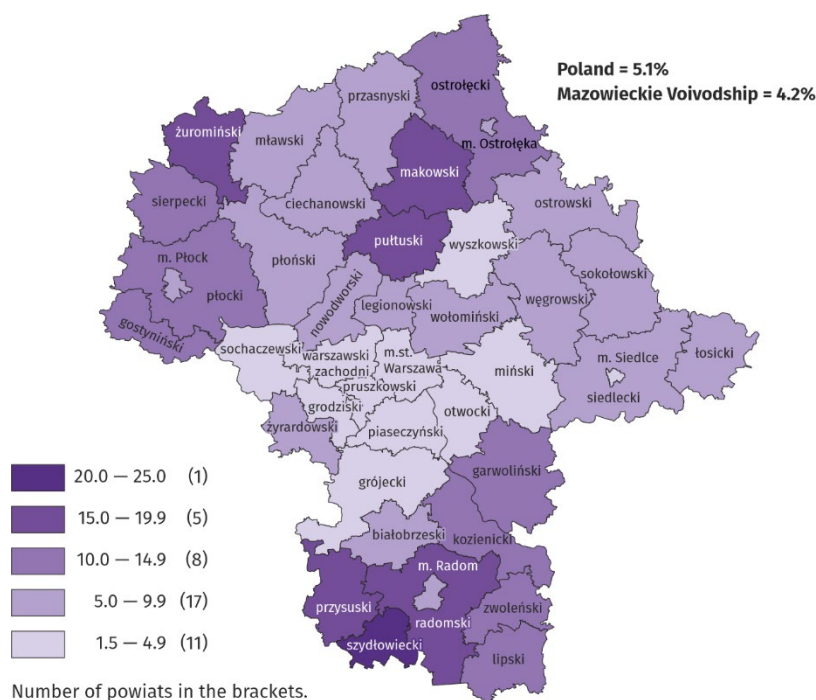 Poland = 5.1%
Mazowieckie Voivodship = 4.2%
ostrołęcki
przasnyski
żuromiński
mławski
m. Ostrołęka
makowski
sierpecki
ciechanowski
ostrowski
pułtuski
wyszkowski
m. Płock
płoński
sokołowski
płocki
nowodworski
legionowski
węgrowski
wołomiński
gostyniński
sochaczewski
warszawski
zachodni
m.st.
Warszawa
m. Siedlce
łosicki
miński
pruszkowski
siedlecki
grodziski
otwocki
żyrardowski
piaseczyński
garwoliński
grójecki
białobrzeski
kozienicki
m. Radom
przysuski
zwoleński
radomski
szydłowiecki
lipski
20.0 — 25.0 (1)
15.0 — 19.9 (5)
10.0 — 14.9 (8)
5.0 — 9.9 (17)
1.5 — 4.9 (11)
Number of powiats in the brackets.